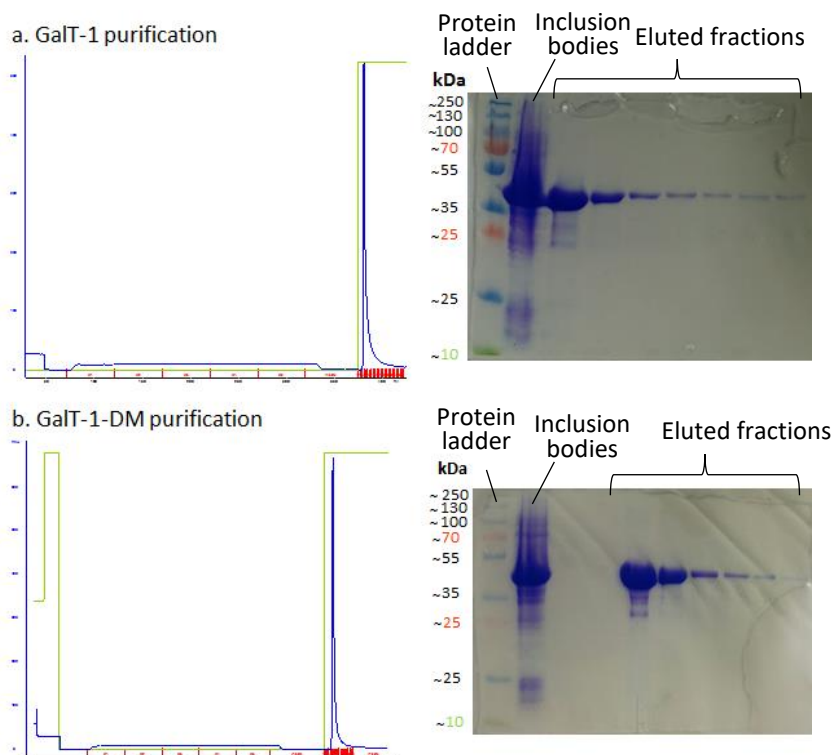 a. GalT-1 purification
Protein ladder
Inclusion bodies
Eluted fractions
kDa
~250
~130
~100
~70
~55
~35
~25
~25
~10
b. GalT-1-DM purification
Protein ladder
Inclusion bodies
Eluted fractions
kDa
~250
~130
~100
~70
~55
~35
~25
~25
~10